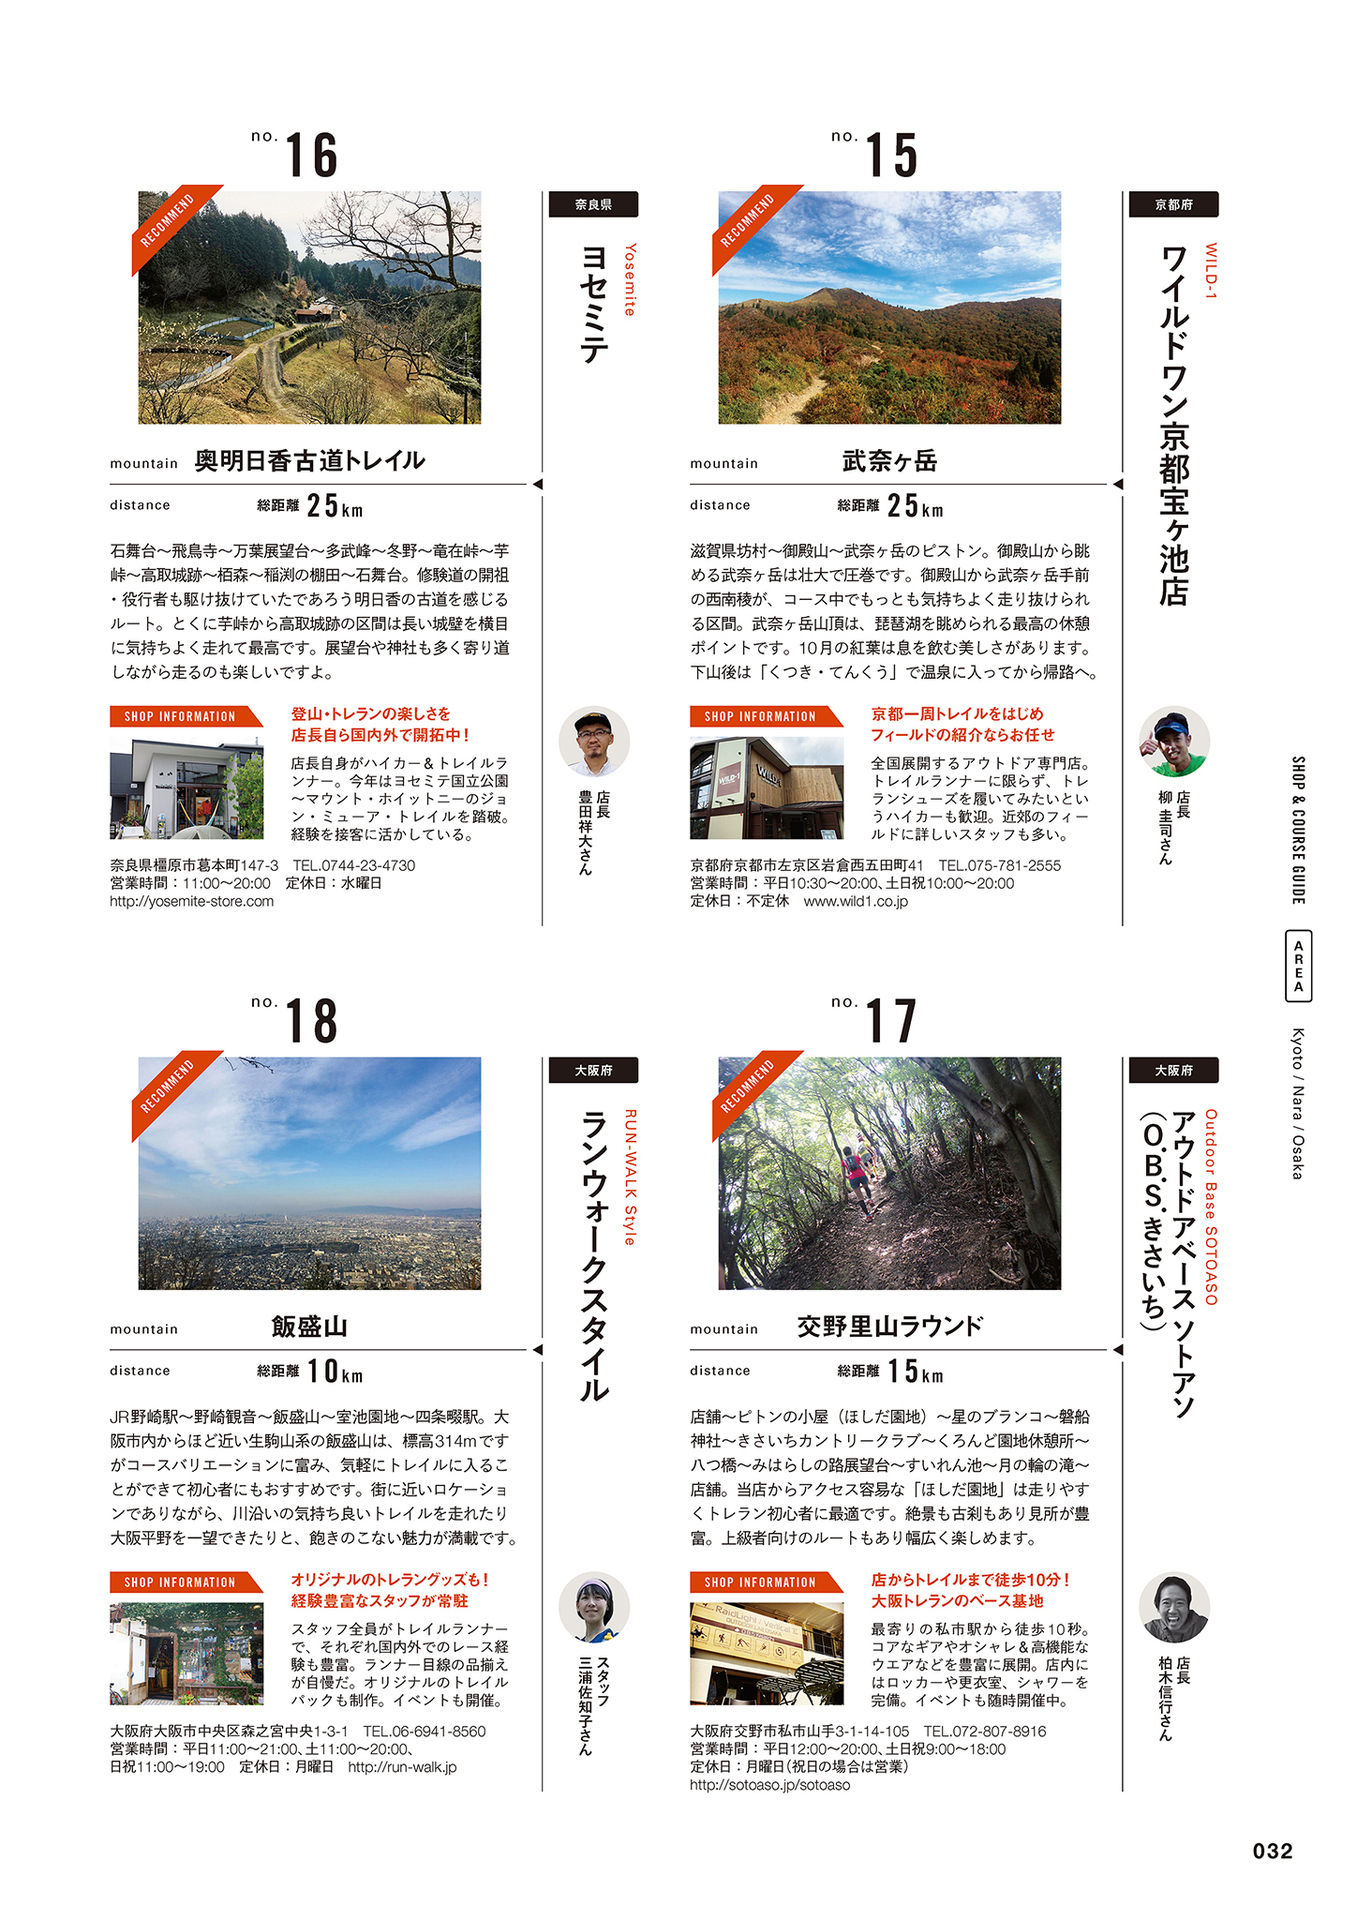 no. 15
RECOMMEND
京都府
WILD-1
ワイルドワン京都宝ヶ池店
mountain 武奈ヶ岳
distance 総距離 25km
滋賀県坊村〜御殿山〜武奈ヶ岳のピストン。御殿山から眺
める武奈ヶ岳は壮大で圧巻です。御殿山から武奈ヶ岳手前
の西南稜が、コース中でもっとも気持ちよく走り抜けられ
る区間。武奈ヶ岳山頂は、琵琶湖を眺められる最高の休憩
ポイントです。10月の紅葉は息を飲む美しさがあります。
下山後は「くつき・てんくう」で温泉に入ってから帰路へ。
SHOP INFORMATION
WILD-1
WILD-1
京都一周トレイルをはじめ
フィールドの紹介ならお任せ
全国展開するアウトドア専門店。
トレイルランナーに限らず、トレ
ランシューズを履いてみたいとい
うハイカーも歓迎。近郊のフィー
ルドに詳しいスタッフも多い。
店長
柳 圭司さん
京都府京都市左京区岩倉西五田町41 TEL.075-781-2555
営業時間：平日10:30〜20:00、土日祝10:00〜20:00
定休日：不定休 www.wild1.co.jp
no. 16
RECOMMEND
奈良県
Yosemite
ヨセミテ
mountain 奥明日香古道トレイル
distance 総距離 25km
石舞台〜飛鳥寺〜万葉展望台〜多武峰〜冬野〜竜在峠〜芋
峠〜高取城跡〜栢森〜稲渕の棚田〜石舞台。修験道の開祖
・役行者も駆け抜けていたであろう明日香の古道を感じる
ルート。とくに芋峠から高取城跡の区間は長い城壁を横目
に気持ちよく走れて最高です。展望台や神社も多く寄り道
しながら走るのも楽しいですよ。
SHOP INFORMATION
登山・トレランの楽しさを
店長自ら国内外で開拓中！
店長自身がハイカー＆トレイルラ
ンナー。今年はヨセミテ国立公園
〜マウント・ホイットニーのジョ
ン・ミューア・トレイルを踏破。
経験を接客に活かしている。
店長
豊田祥大さん
奈良県橿原市葛本町147-3 TEL.0744-23-4730
営業時間：11:00〜20:00 定休日：水曜日
http://yosemite-store.com
no. 17
RECOMMEND
大阪府
Outdoor Base SOTOASO
アウトドアベース ソトアソ
（O.B.S.きさいち）
mountain 交野里山ラウンド
distance 総距離 15km
店舗〜ピトンの小屋（ほしだ園地）〜星のブランコ〜磐船
神社〜きさいちカントリークラブ〜くろんど園地休憩所〜
八つ橋〜みはらしの路展望台〜すいれん池〜月の輪の滝〜
店舗。当店からアクセス容易な「ほしだ園地」は走りやす
くトレラン初心者に最適です。絶景も古刹もあり見所が豊
富。上級者向けのルートもあり幅広く楽しめます。
SHOP INFORMATION
RaidLight Vertical
店からトレイルまで徒歩10分！
大阪トレランのベース基地
最寄りの私市駅から徒歩10秒。
コアなギアやオシャレ＆高機能な
ウエアなどを豊富に展開。店内に
はロッカーや更衣室、シャワーを
完備。イベントも随時開催中。
店長
柏木信行さん
大阪府交野市私市山手3-1-14-105 TEL.072-807-8916
営業時間：平日12:00〜20:00、土日祝9:00〜18:00
定休日：月曜日（祝日の場合は営業）
http://sotoaso.jp/sotoaso
no. 18
RECOMMEND
大阪府
RUN-WALK Style
ランウォークスタイル
mountain 飯盛山
distance 総距離 10km
JR野崎駅〜野崎観音〜飯盛山〜室池園地〜四条畷駅。大
阪市内からほど近い生駒山系の飯盛山は、標高314mです
がコースバリエーションに富み、気軽にトレイルに入るこ
とができて初心者にもおすすめです。街に近いロケーショ
ンでありながら、川沿いの気持ち良いトレイルを走れたり
大阪平野を一望できたりと、飽きのこない魅力が満載です。
SHOP INFORMATION
オリジナルのトレラングッズも！
経験豊富なスタッフが常駐
スタッフ全員がトレイルランナー
で、それぞれ国内外でのレース経
験も豊富。ランナー目線の品揃え
が自慢だ。オリジナルのトレイル
パックも制作。イベントも開催。
スタッフ
三浦佐知子さん
大阪府大阪市中央区森之宮中央1-3-1 TEL.06-6941-8560
営業時間：平日11:00〜21:00、土11:00〜20:00、
日祝11:00〜19:00 定休日：月曜日 http://run-walk.jp
SHOP & COURSE GUIDE
AREA
Kyoto / Nara / Osaka
032